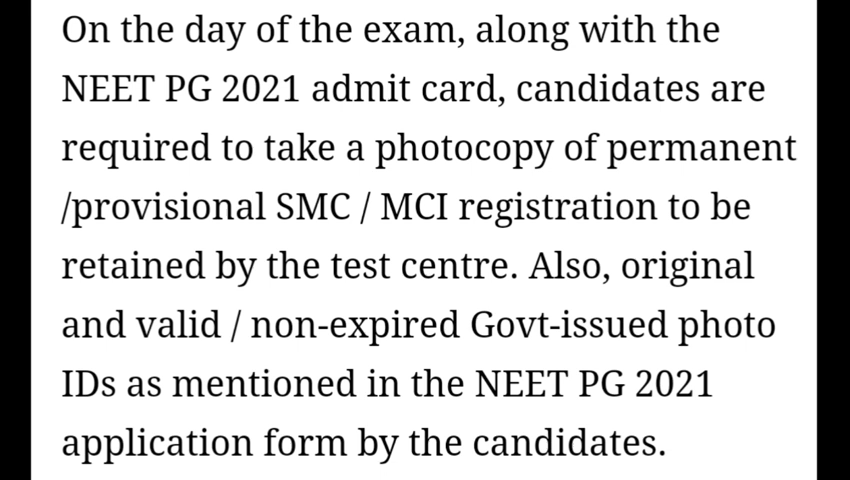 On the day of the exam, along with the
NEET PG 2021 admit card, candidates are
required to take a photocopy of permanent
/provisional SMC / MCI registration to be
retained by the test centre. Also, original
and valid / non-expired Govt-issued photo
IDs as mentioned in the NEET PG 2021
application form by the candidates.